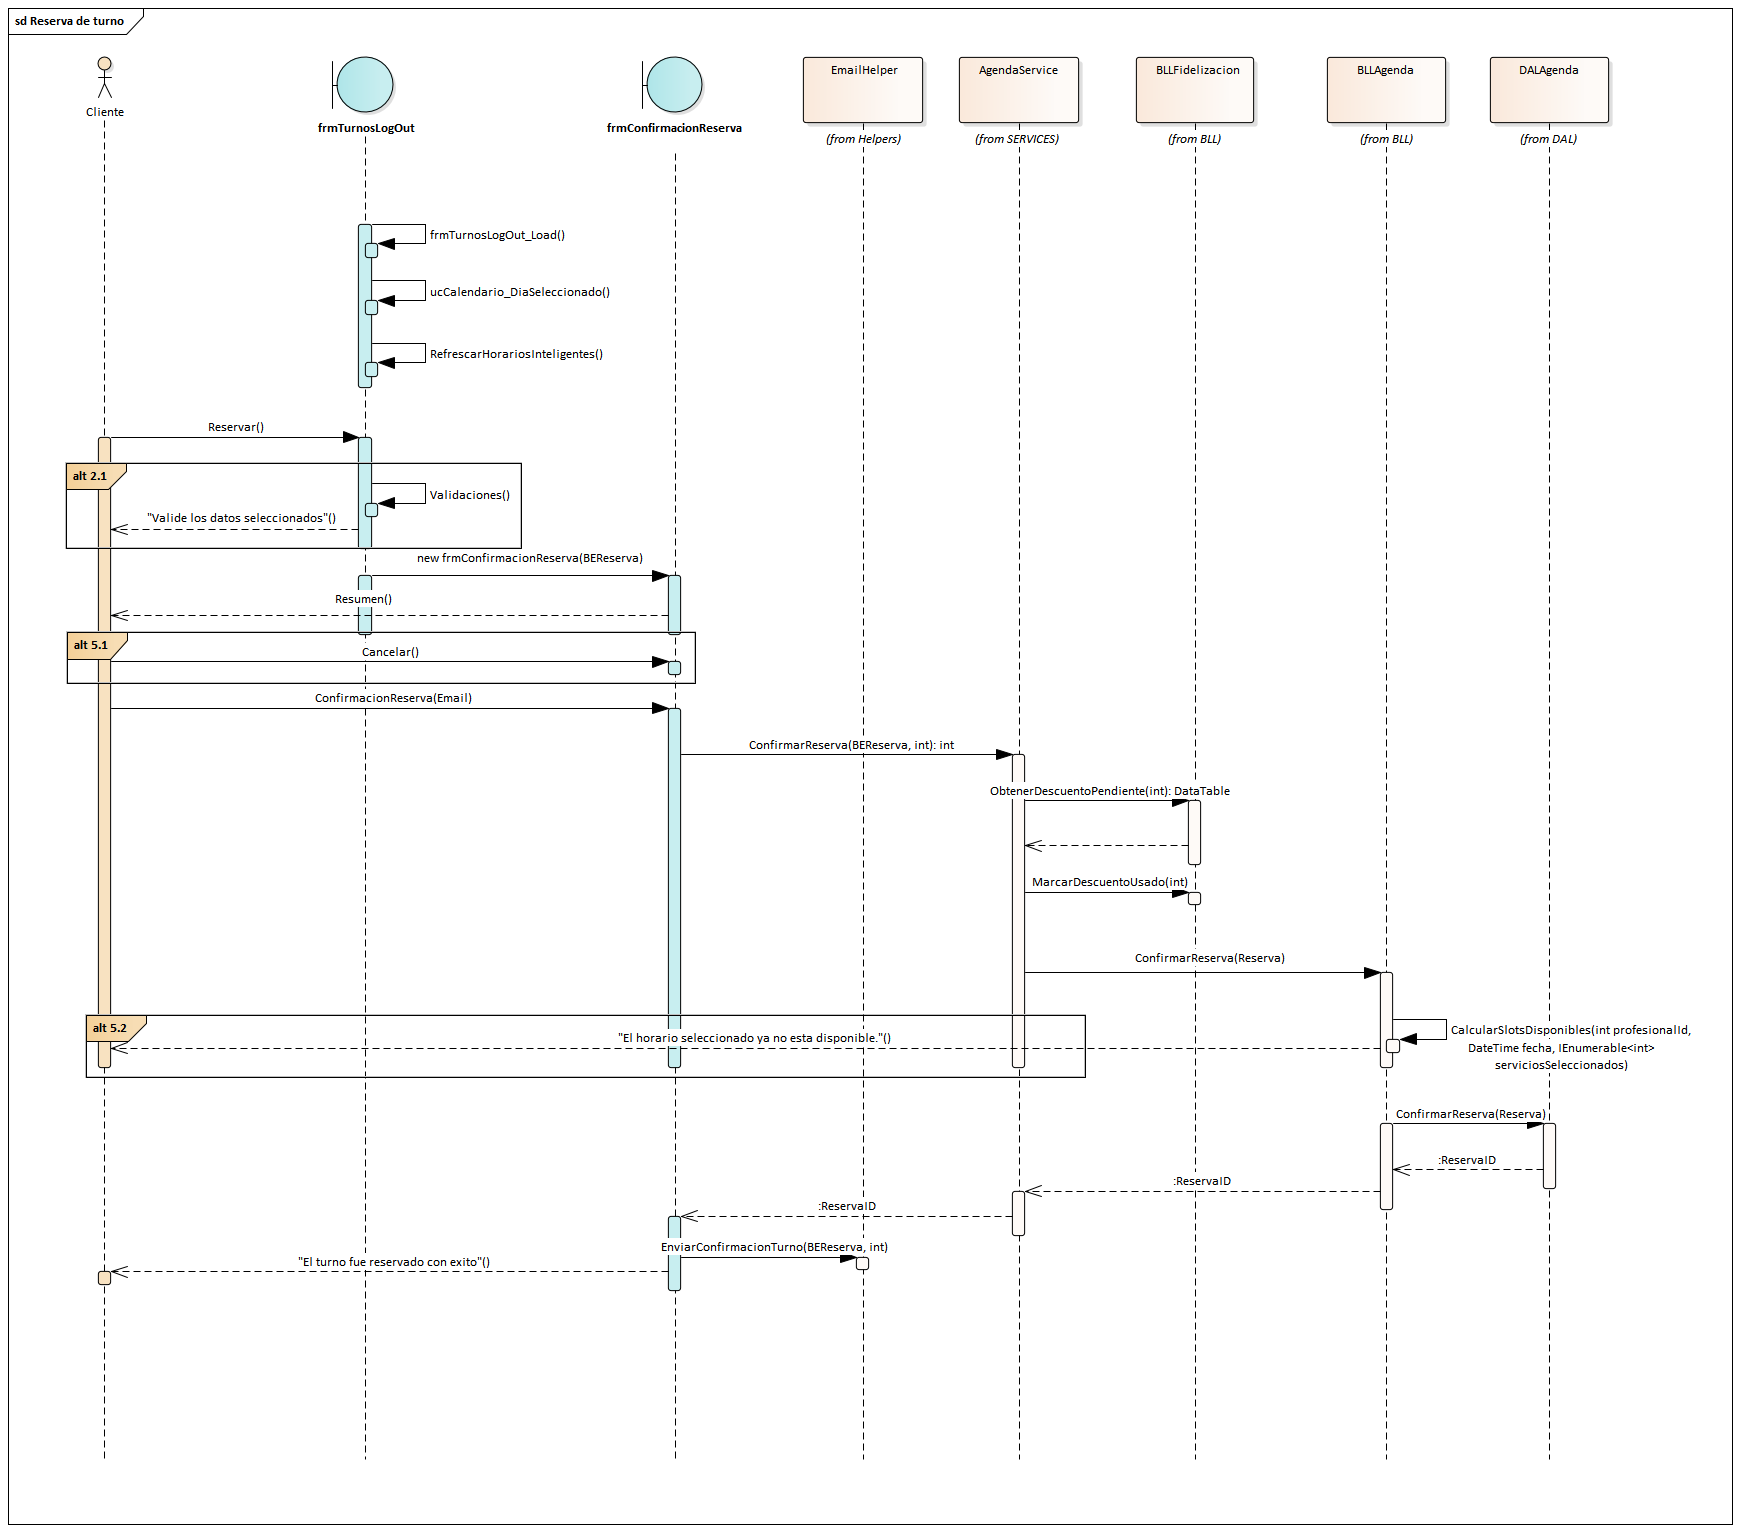 sd Reserva de turno
Cliente
frmTurnosLogOut
frmConfirmacionReserva
EmailHelper
(from Helpers)
AgendaService
(from SERVICES)
BLLFidelizacion
(from BLL)
BLLAgenda
(from BLL)
DALAgenda
(from DAL)
frmTurnosLogOut_Load()
ucCalendario_DiaSeleccionado()
RefrescarHorariosInteligentes()
Reservar()
alt 2.1
Validaciones()
"Valide los datos seleccionados"()
new frmConfirmacionReserva(BEReserva)
Resumen()
alt 5.1
Cancelar()
ConfirmacionReserva(Email)
ConfirmarReserva(BEReserva, int): int
ObtenerDescuentoPendiente(int): DataTable
MarcarDescuentoUsado(int)
ConfirmarReserva(Reserva)
alt 5.2
"El horario seleccionado ya no esta disponible."()
CalcularSlotsDisponibles(int profesionalId,
DateTime fecha, IEnumerable<int>
serviciosSeleccionados)
ConfirmarReserva(Reserva)
:ReservaID
:ReservaID
:ReservaID
EnviarConfirmacionTurno(BEReserva, int)
"El turno fue reservado con exito"()